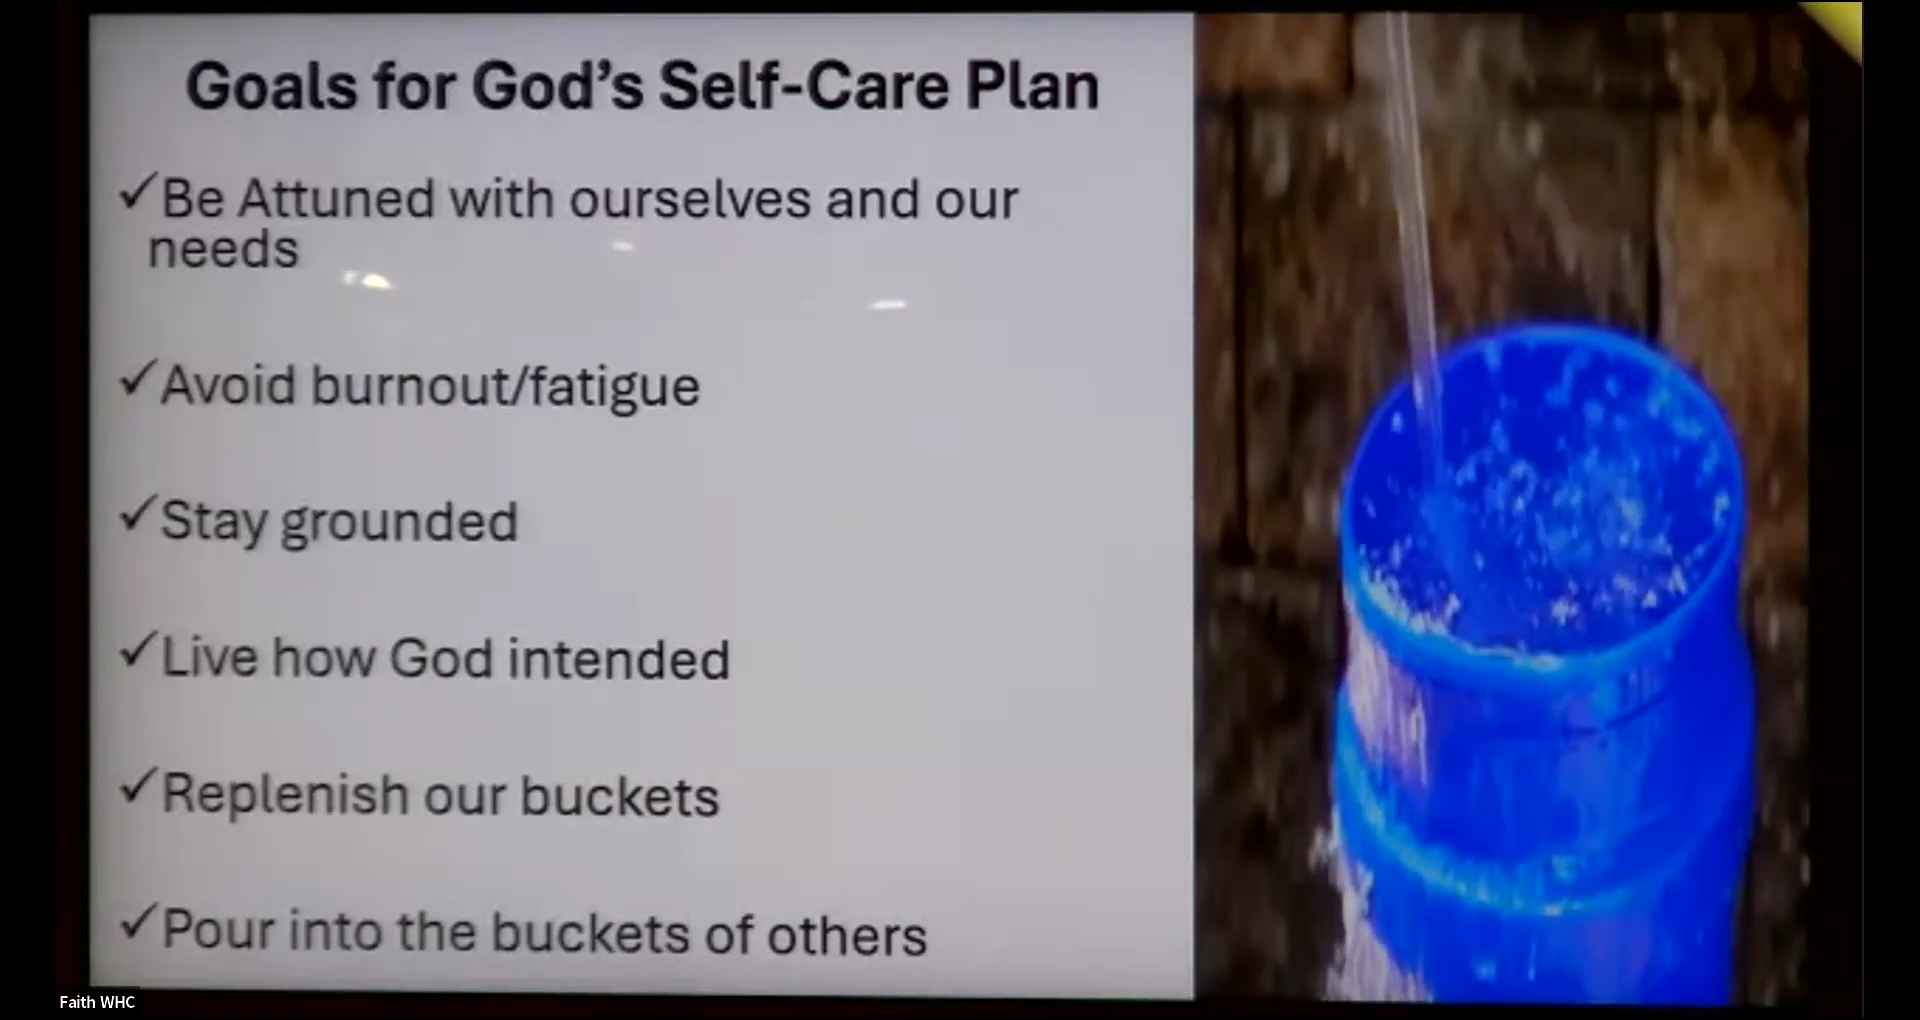 Goals for God's Self-Care Plan
✓Be Attuned with ourselves and our
needs
✓Avoid burnout/fatigue
✓Stay grounded
✓Live how God intended
✓Replenish our buckets
✓Pour into the buckets of others
Faith WHC